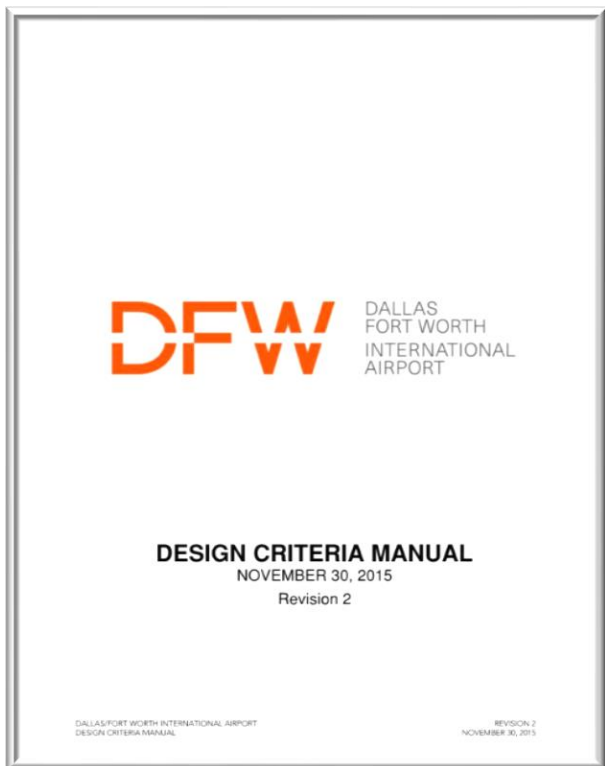 DFW
DALLAS
FORT WORTH
INTERNATIONAL
AIRPORT
DESIGN CRITERIA MANUAL
NOVEMBER 30, 2015
Revision 2
DALLAS/FORT WORTH INTERNATIONAL AIRPORT
DESIGN CRITERIA MANUAL
REVISION 2
NOVEMBER 30, 2015